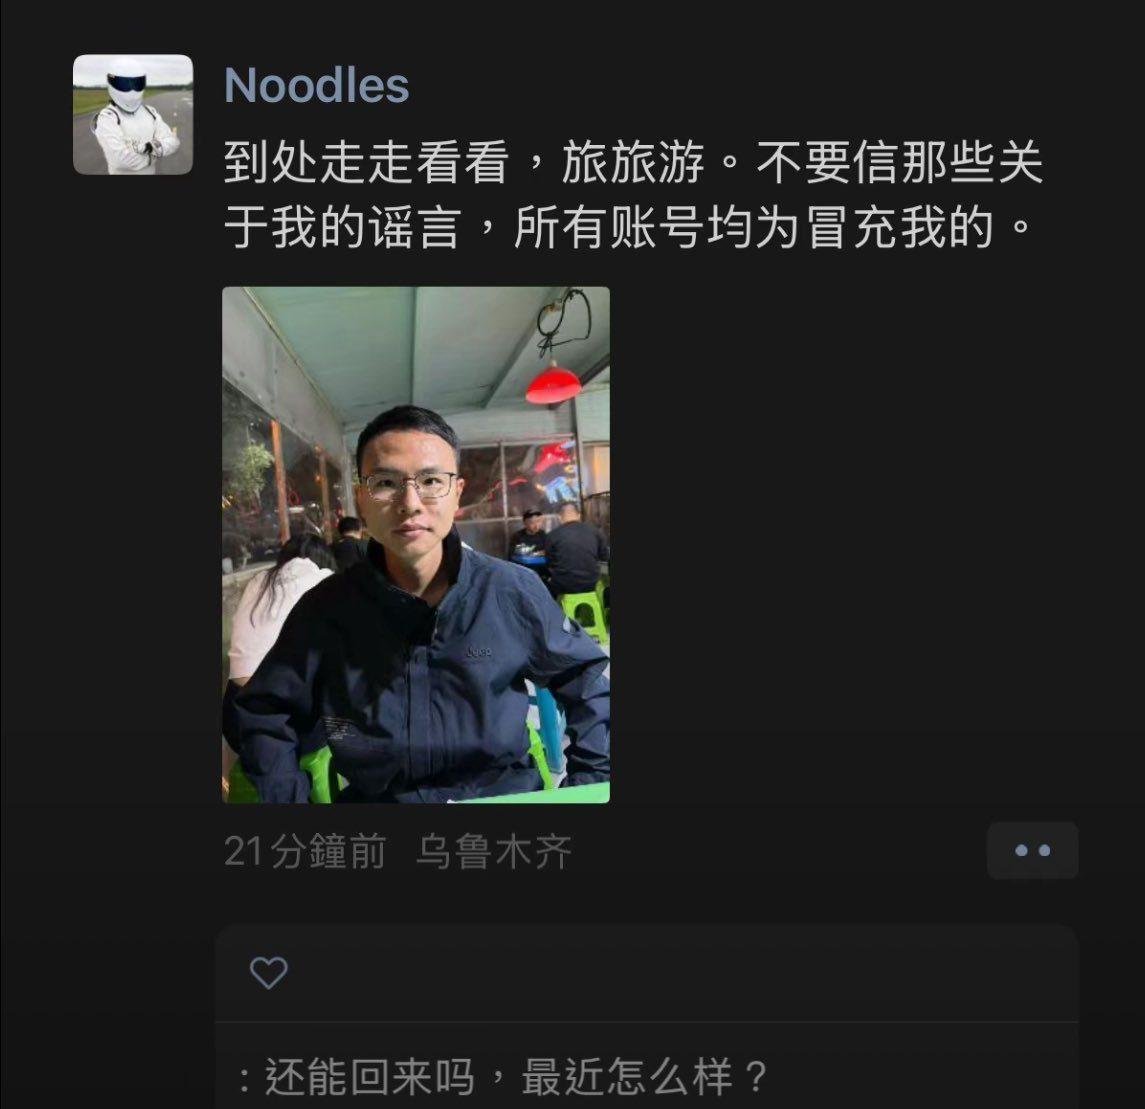 Noodles
到处走走看看，旅旅游。不要信那些关
于我的谣言，所有账号均为冒充我的。
Jeep
21分鐘前 乌鲁木齐
：还能回来吗，最近怎么样？